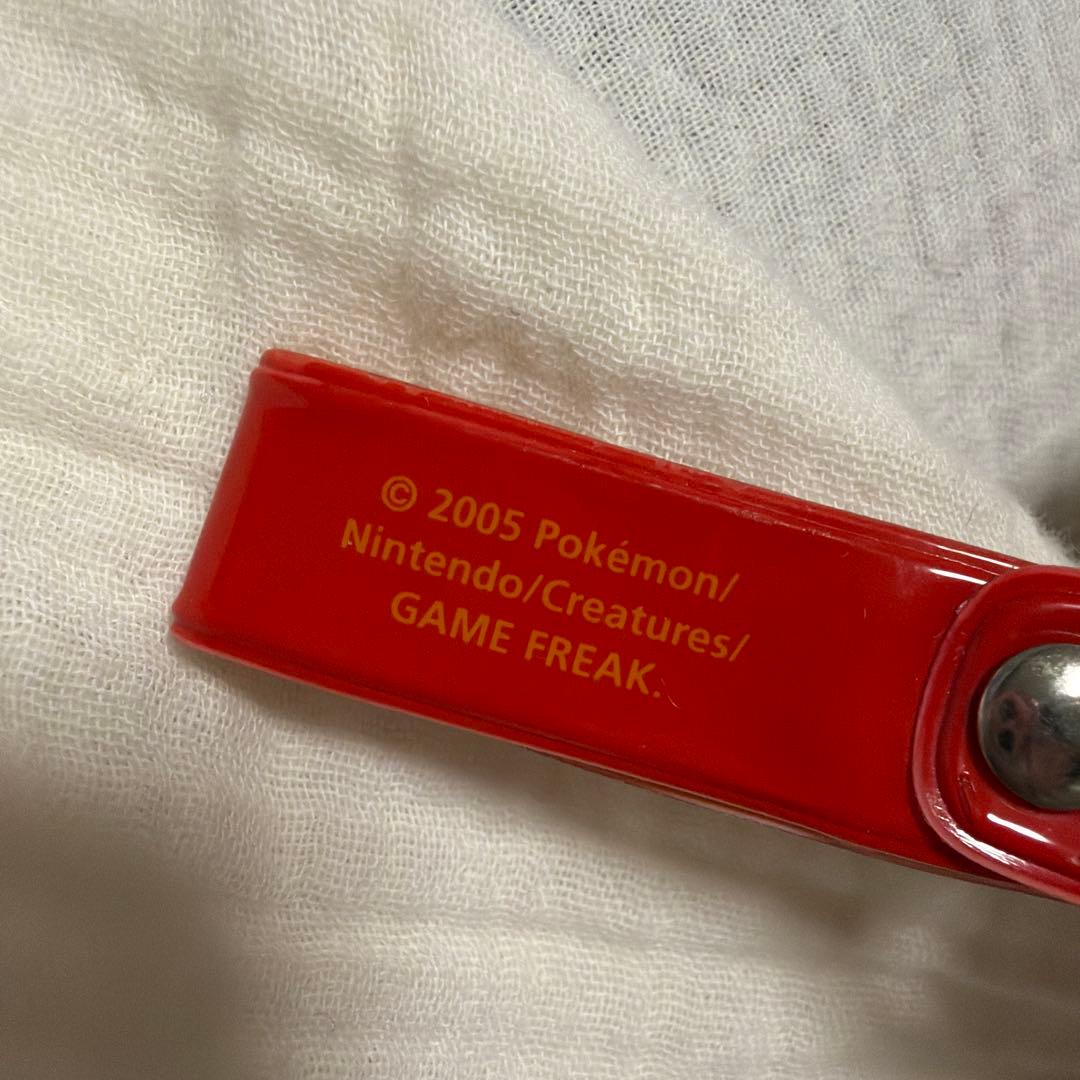 © 2005 Pokémon/
Nintendo/Creatures/
GAME FREAK.